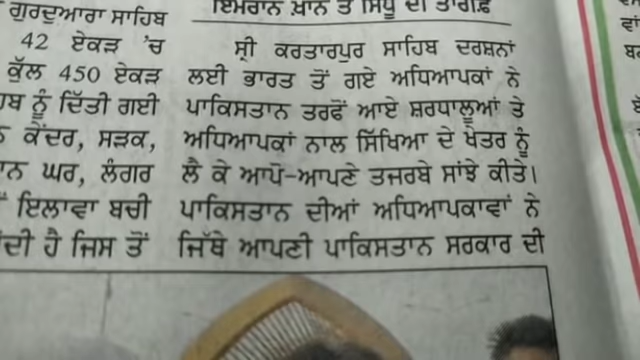 ਗੁਰਦੁਆਰਾ ਸਾਹਿਬ
42 ਏਕੜ 'ਚ
ਕੁੱਲ 450 ਏਕੜ
ਨੂੰ ਦਿੱਤੀ ਗਈ
ਕੇਂਦਰ, ਸੜਕ,
ਘਰ, ਲੰਗਰ
ਇਲਾਵਾ ਬਚੀ
ਹੈ ਜਿਸ ਤੋਂ
ਇਮਰਾਨ ਖ਼ਾਨ ਤੇ ਸਿੱਧੂ ਦੀ ਤਾਰੀਫ਼
ਸ੍ਰੀ ਕਰਤਾਰਪੁਰ ਸਾਹਿਬ ਦਰਸ਼ਨਾਂ
ਲਈ ਭਾਰਤ ਤੋਂ ਗਏ ਅਧਿਆਪਕਾਂ ਨੇ
ਪਾਕਿਸਤਾਨ ਤਰਫੋਂ ਆਏ ਸ਼ਰਧਾਲੂਆਂ ਤੇ
ਅਧਿਆਪਕਾਂ ਨਾਲ ਸਿੱਖਿਆ ਦੇ ਖੇਤਰ ਨੂੰ
ਲੈ ਕੇ ਆਪੋ-ਆਪਣੇ ਤਜਰਬੇ ਸਾਂਝੇ ਕੀਤੇ।
ਪਾਕਿਸਤਾਨ ਦੀਆਂ ਅਧਿਆਪਕਾਵਾਂ ਨੇ
ਜਿੱਥੇ ਆਪਣੀ ਪਾਕਿਸਤਾਨ ਸਰਕਾਰ ਦੀ